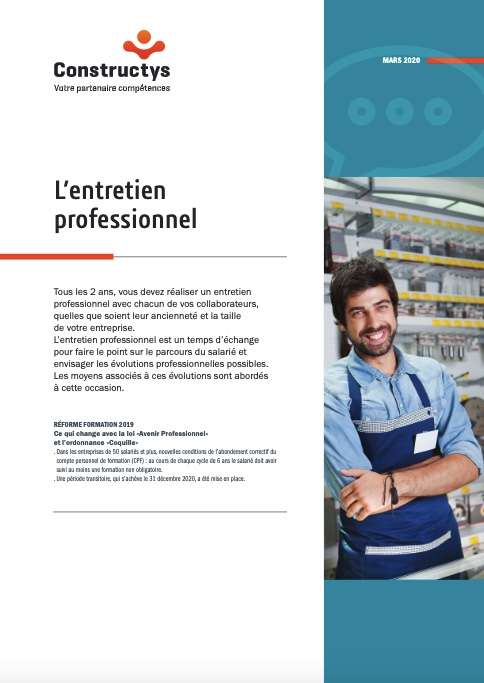 MARS 2020
Constructys
Votre partenaire compétences
L'entretien
professionnel
Tous les 2 ans, vous devez réaliser un entretien
professionnel avec chacun de vos collaborateurs,
quelles que soient leur ancienneté et la taille
de votre entreprise.
L'entretien professionnel est un temps d'échange
pour faire le point sur le parcours du salarié et
envisager les évolutions professionnelles possibles.
Les moyens associés à ces évolutions sont abordés
à cette occasion.
RÉFORME FORMATION 2019
Ce qui change avec la loi «Avenir Professionnel»
et l'ordonnance «Coquille»
. Dans les entreprises de 50 salariés et plus, nouvelles conditions de l'abondement correctif du
compte personnel de formation (CPF) : au cours de chaque cycle de 6 ans le salarié doit avoir
suivi au moins une formation non obligatoire.
. Une période transitoire, qui s'achève le 31 décembre 2020, a été mise en place.